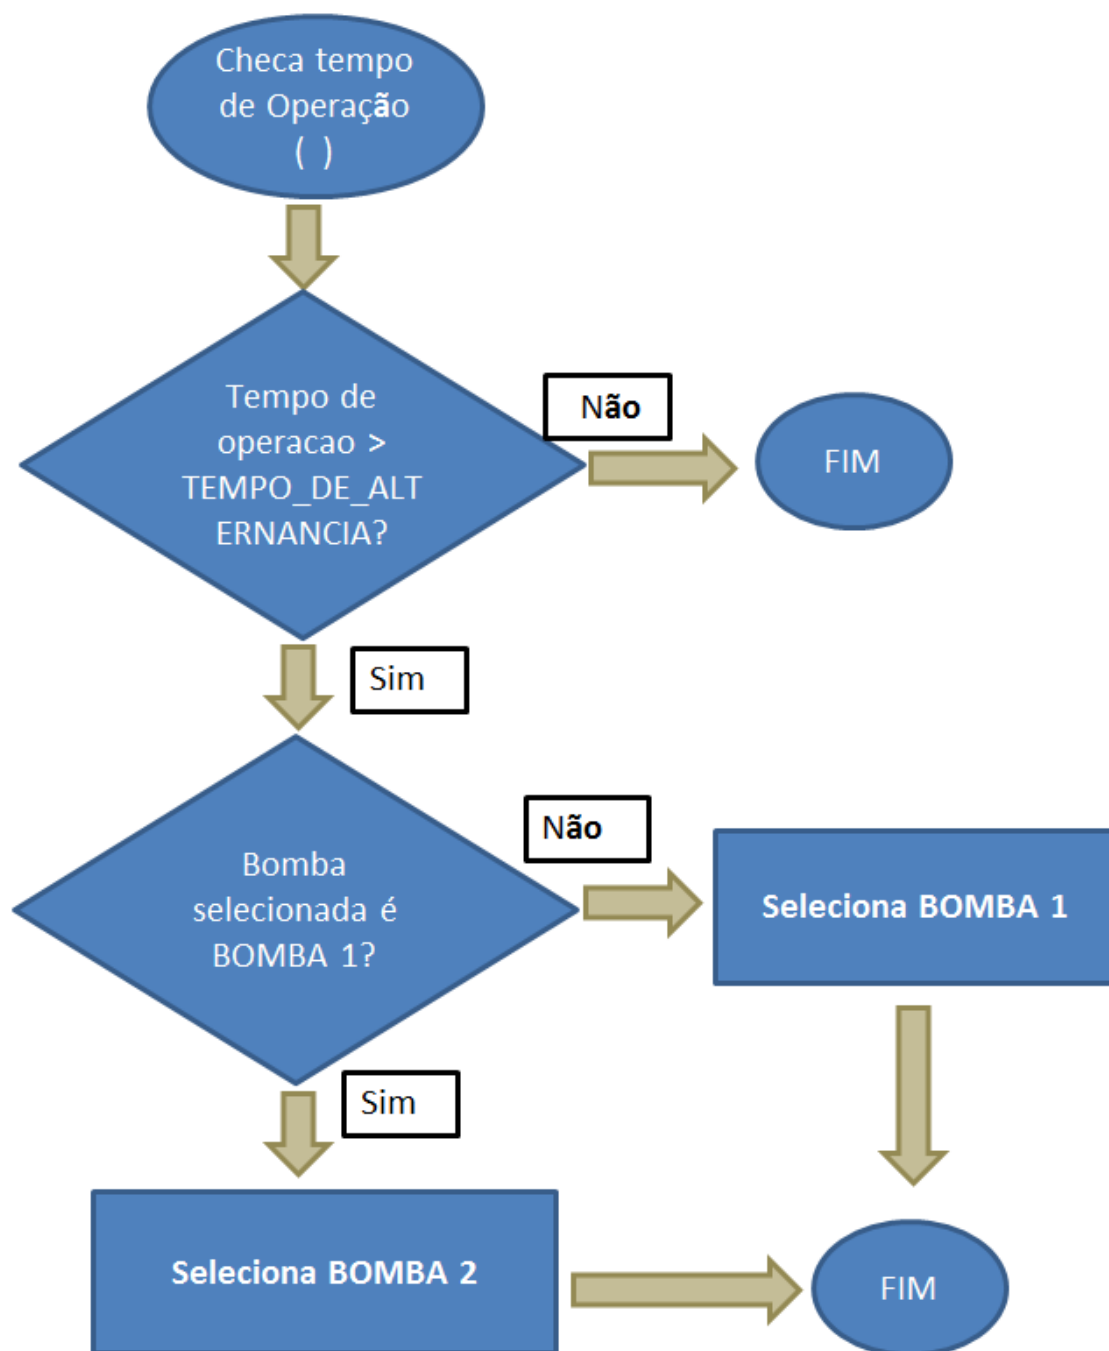 Checa tempo
de Operação
( )
Tempo de
operacao >
TEMPO_DE_ALT
ERNANCIA?
Não
FIM
Sim
Bomba
selecionada é
BOMBA 1?
Não
Seleciona BOMBA 1
Sim
Seleciona BOMBA 2
FIM